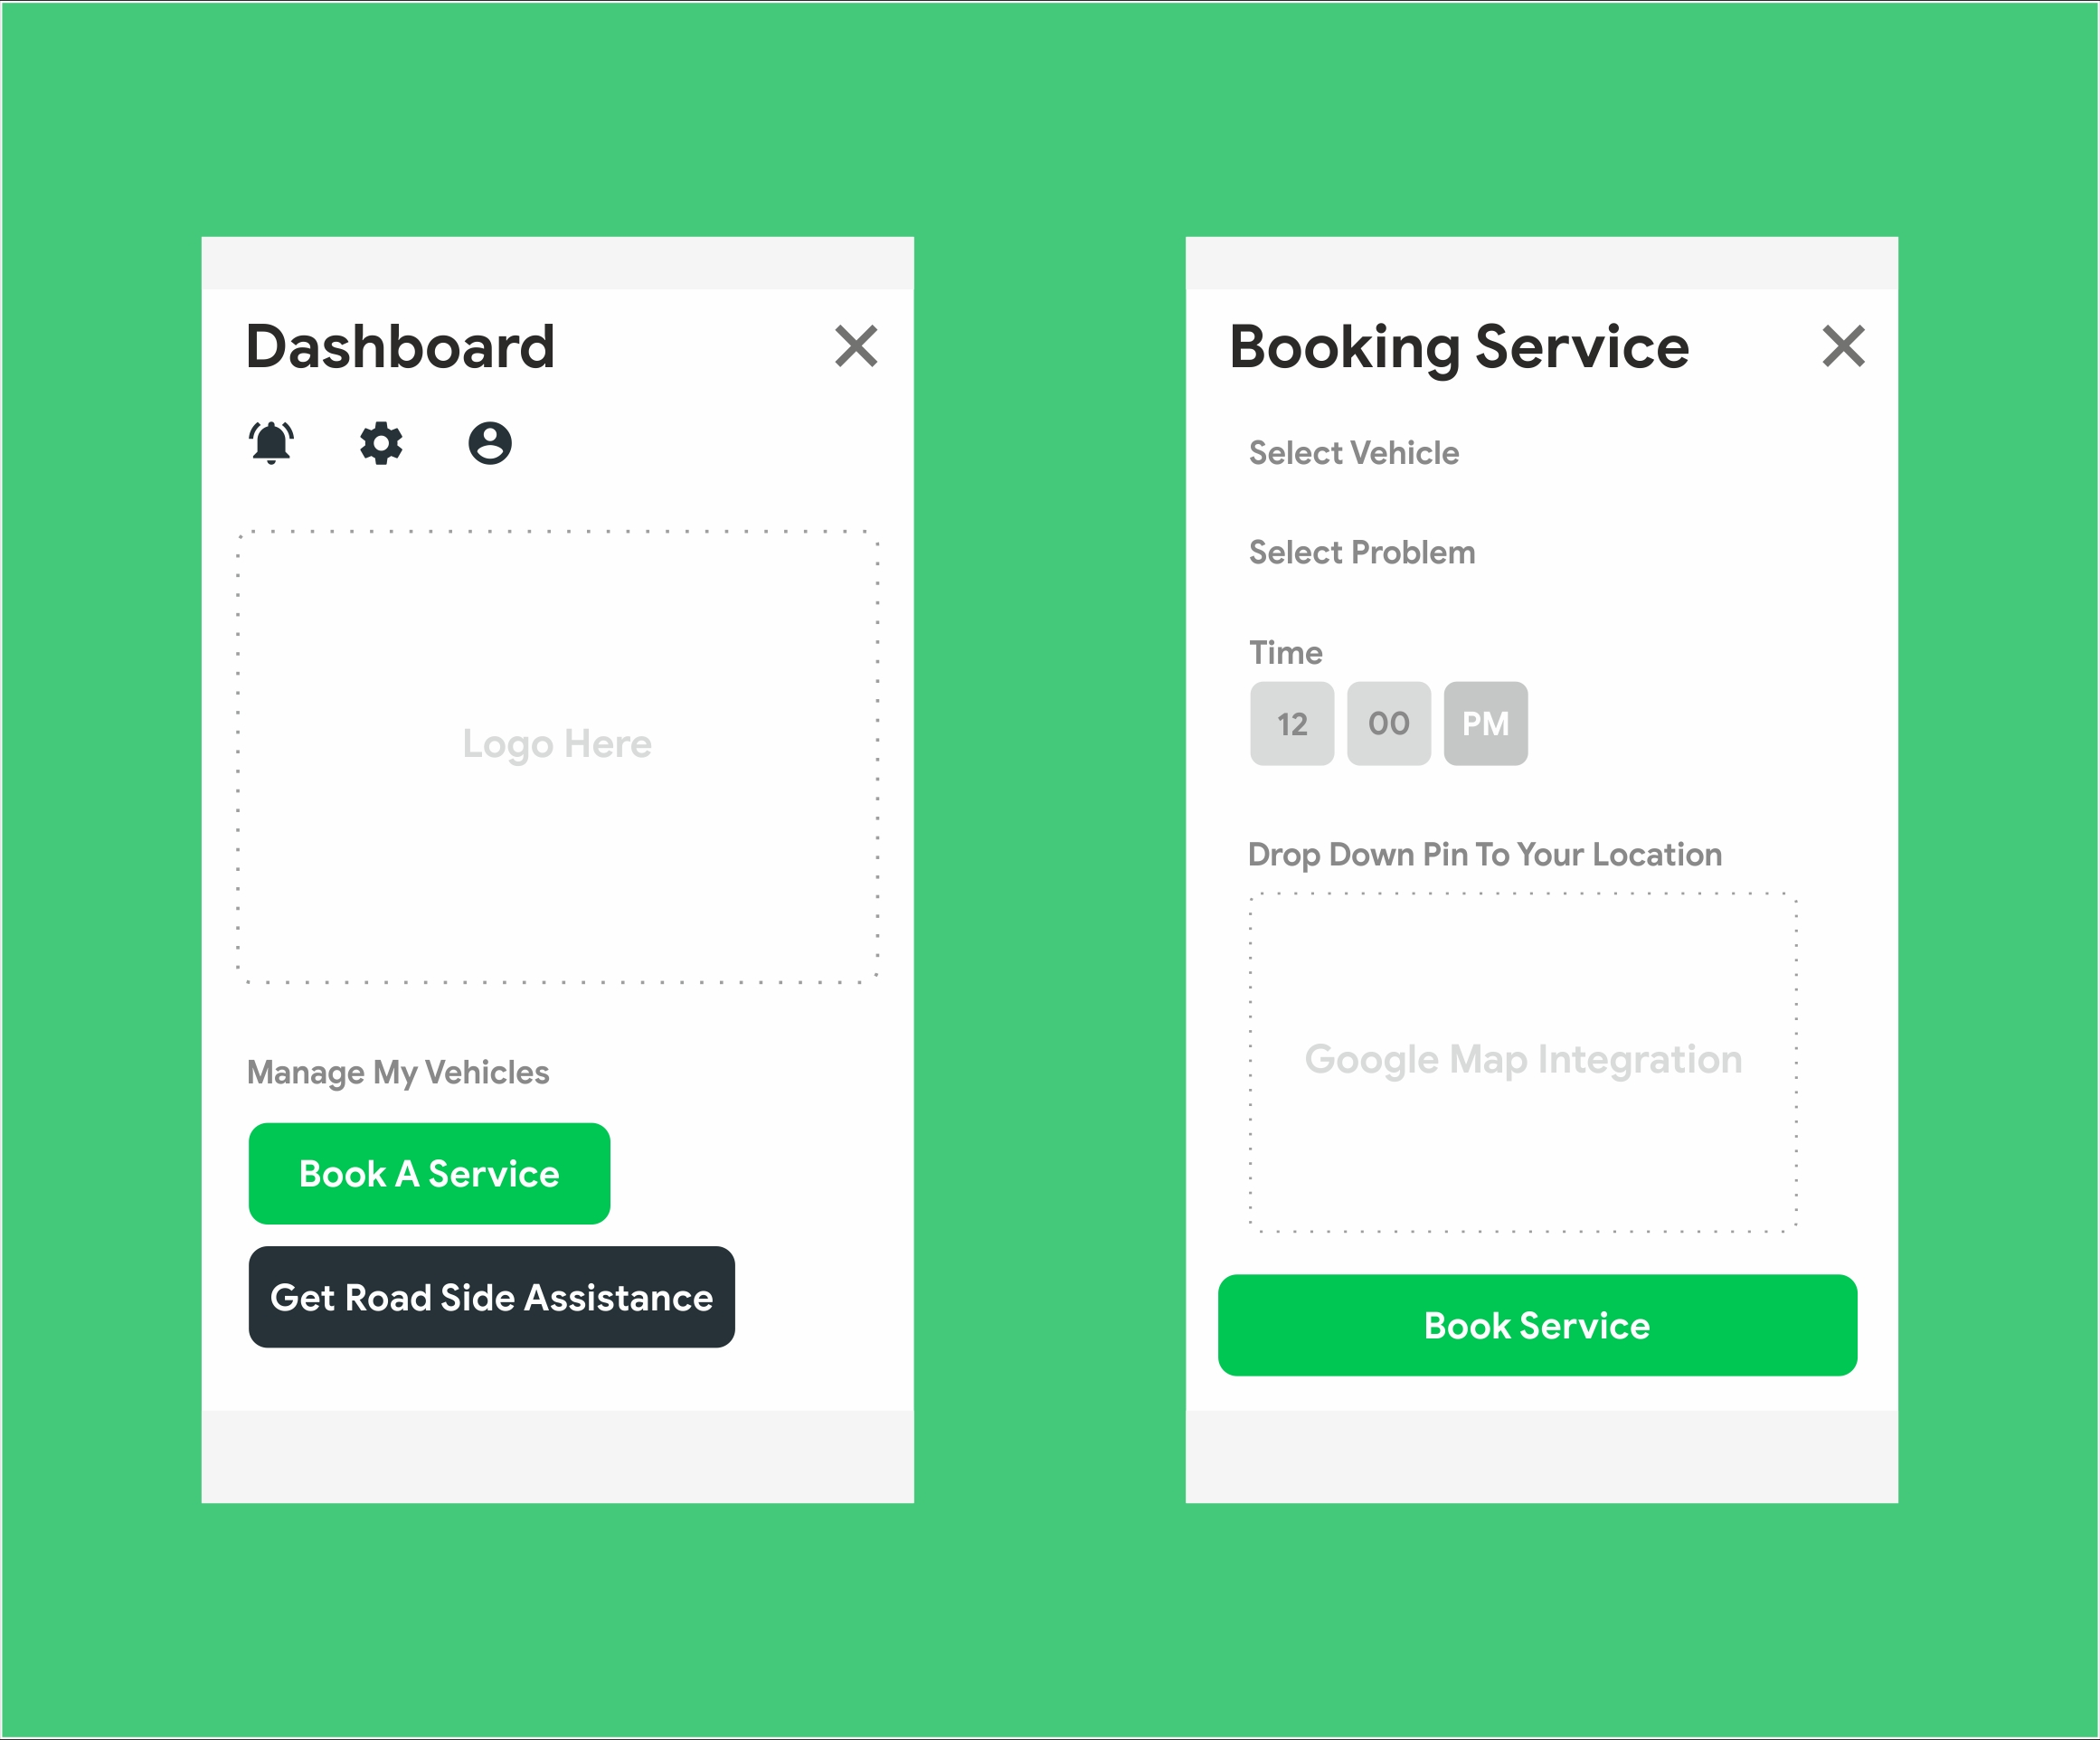 Dashboard
Logo Here
Manage My Vehicles
Book A Service
Get Road Side Assistance
Booking Service
Select Vehicle
Select Problem
Time
12 00 PM
Drop Down Pin To Your Location
Google Map Integration
Book Service